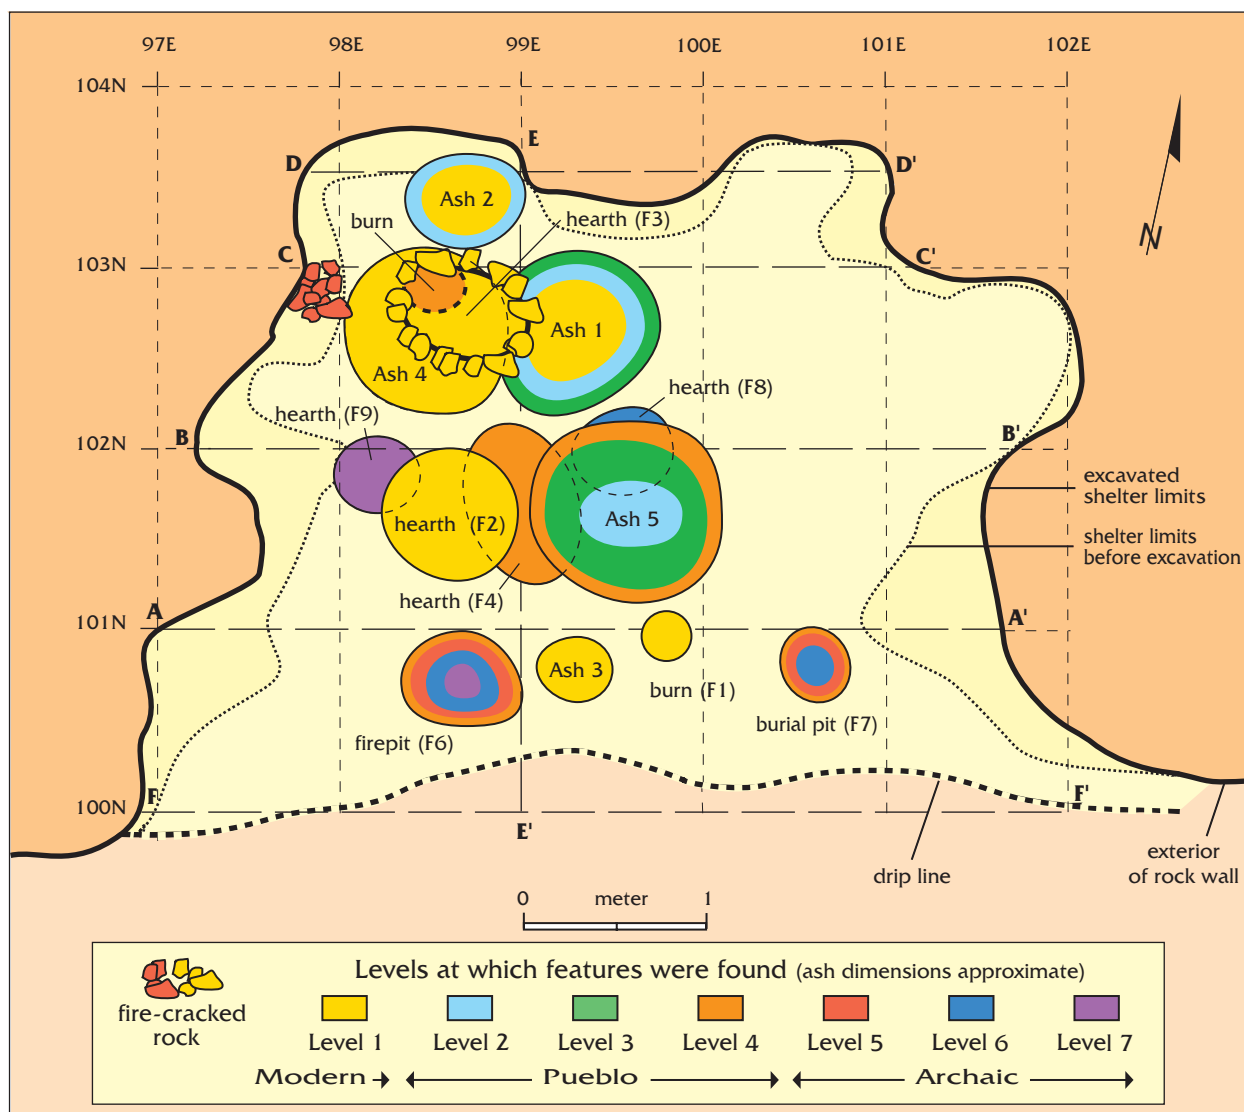 97E 98E 99E 100E 101E 102E
104N
E
D
D'
Ash 2
hearth (F3)
burn
N
C'
103N
C
Ash 1
Ash 4
hearth (F8)
hearth (F9)
B
B'
102N
excavated
shelter limits
hearth (F2)
Ash 5
shelter limits
before excavation
hearth (F4)
A
A'
101N
Ash 3
burn (F1)
burial pit (F7)
firepit (F6)
F
F'
100N
E'
exterior
of rock wall
drip line
0 meter 1
Levels at which features were found (ash dimensions approximate)
fire-cracked
rock
Level 1 Level 2 Level 3 Level 4 Level 5 Level 6 Level 7
Modern Pueblo Archaic